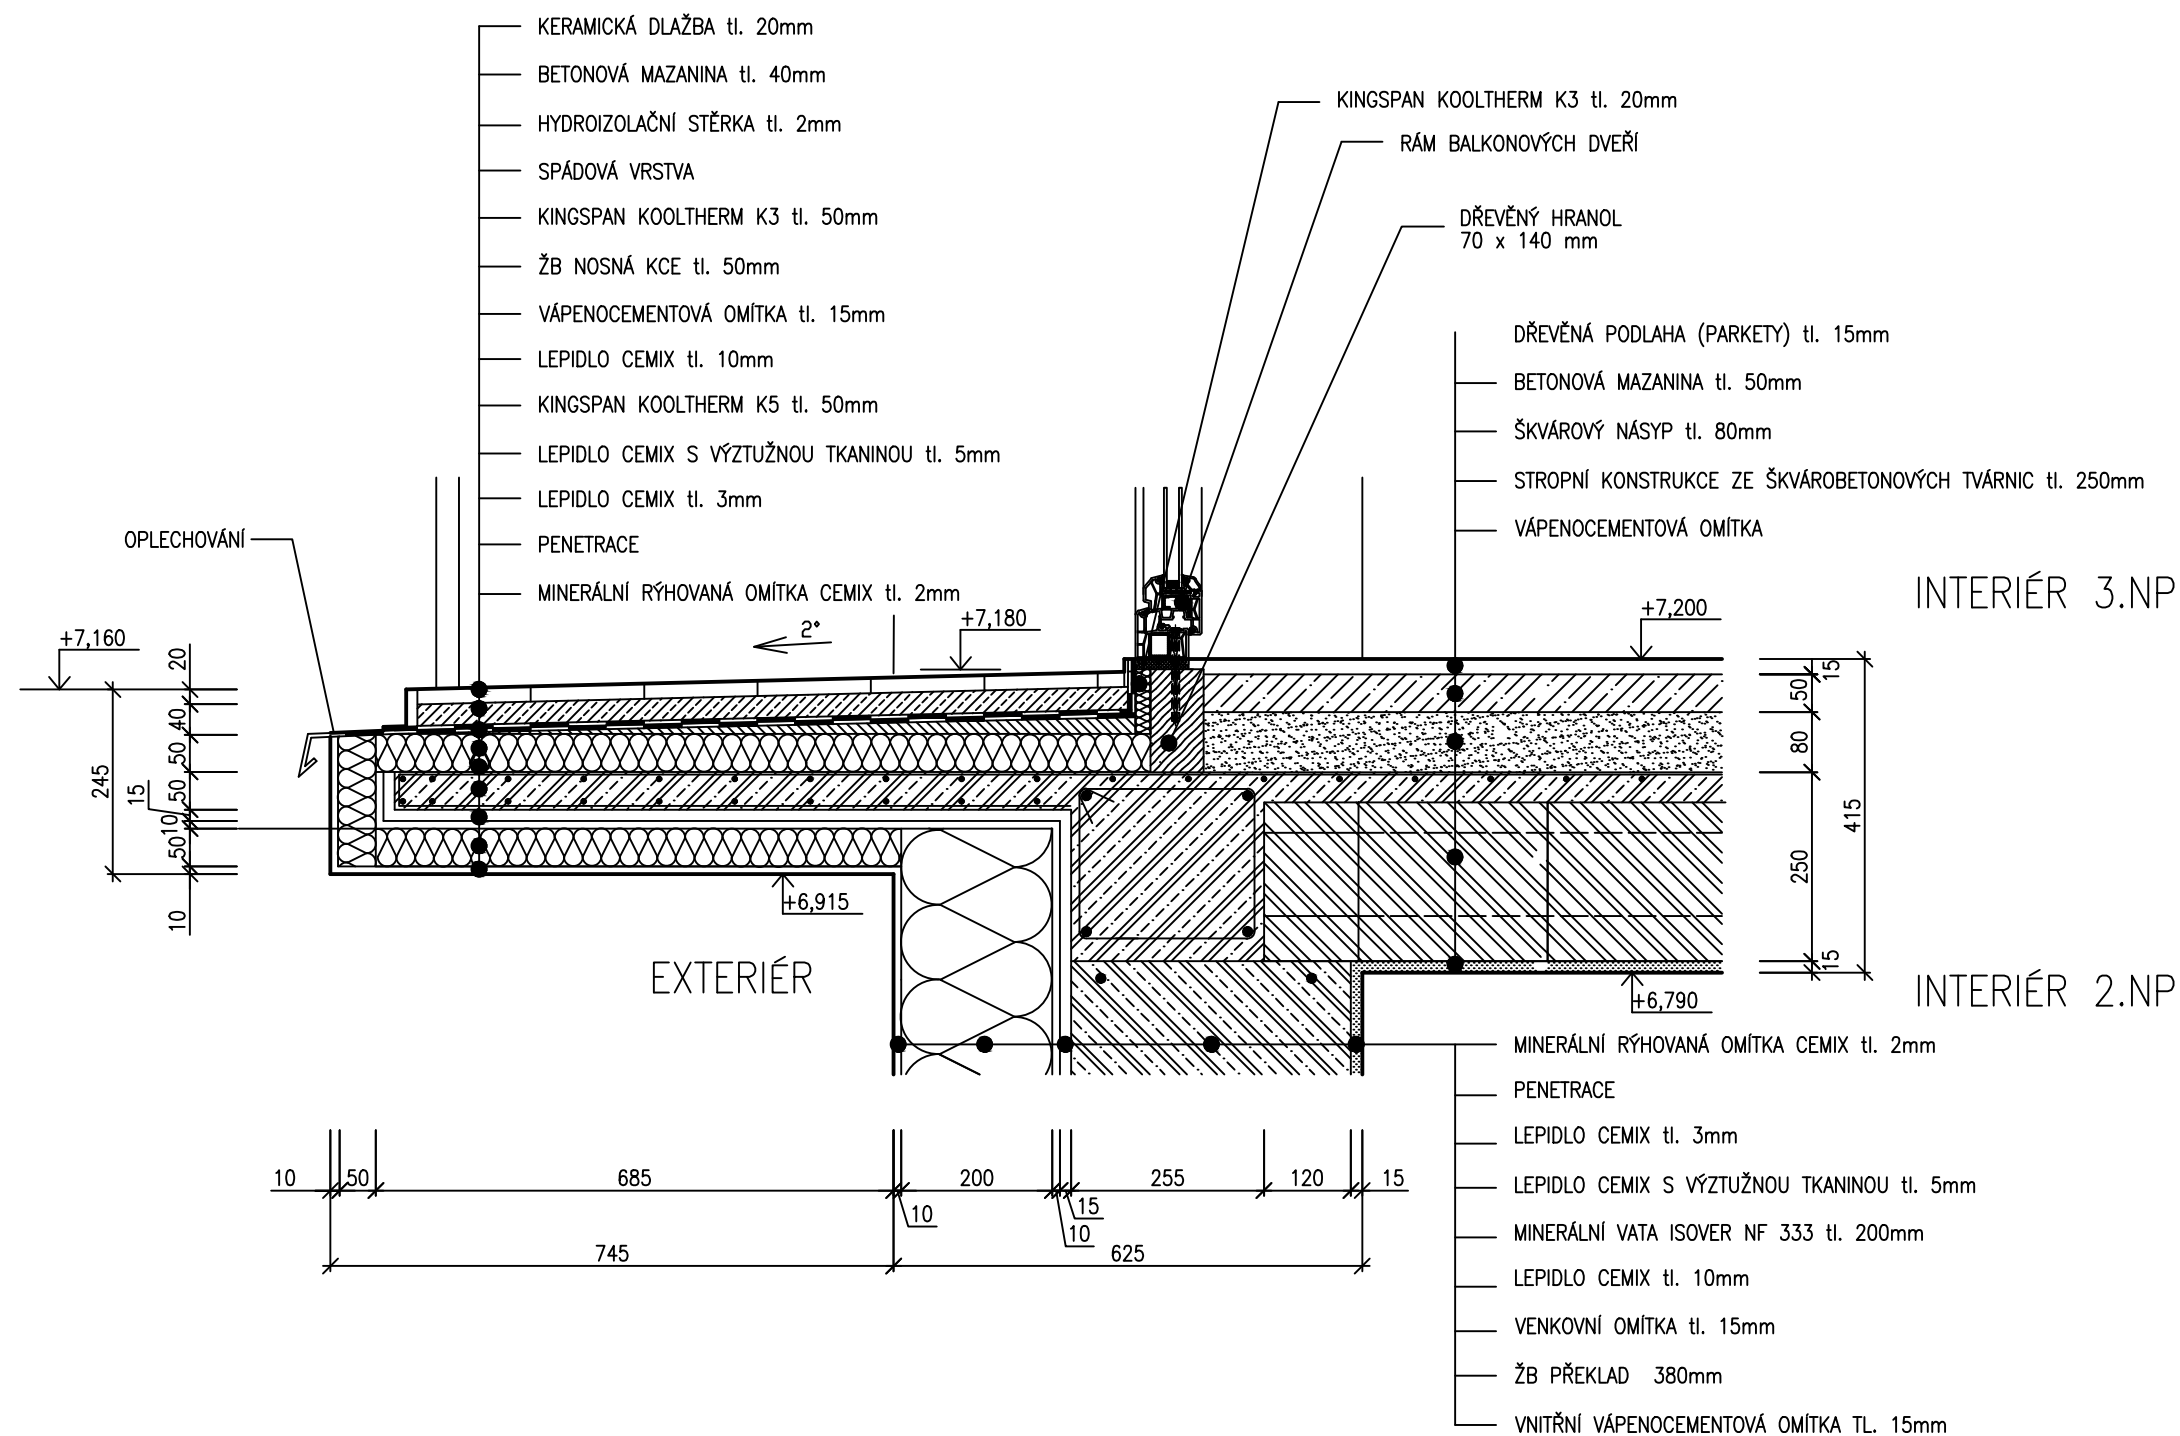 KERAMICKÁ DLAŽBA tl. 20mm
BETONOVÁ MAZANINA tl. 40mm
HYDROIZOLAČNÍ STĚRKA tl. 2mm
SPÁDOVÁ VRSTVA
KINGSPAN KOOLTHERM K3 tl. 50mm
ŽB NOSNÁ KCE tl. 50mm
VÁPENOCEMENTOVÁ OMÍTKA tl. 15mm
LEPIDLO CEMIX tl. 10mm
KINGSPAN KOOLTHERM K5 tl. 50mm
LEPIDLO CEMIX S VÝZTUŽNOU TKANINOU tl. 5mm
LEPIDLO CEMIX tl. 3mm
PENETRACE
MINERÁLNÍ RÝHOVANÁ OMÍTKA CEMIX tl. 2mm
KINGSPAN KOOLTHERM K3 tl. 20mm
RÁM BALKONOVÝCH DVEŘÍ
DŘEVĚNÝ HRANOL
70 x 140 mm
DŘEVĚNÁ PODLAHA (PARKETY) tl. 15mm
BETONOVÁ MAZANINA tl. 50mm
ŠKVÁROVÝ NÁSYP tl. 80mm
STROPNÍ KONSTRUKCE ZE ŠKVÁROBETONOVÝCH TVÁRNIC tl. 250mm
VÁPENOCEMENTOVÁ OMÍTKA
OPLECHOVÁNÍ
INTERIÉR 3.NP
+7,160
2°
+7,180
+7,200
20
40
50
50
15
10
50
10
245
15
50
80
250
15
415
+6,915
EXTERIÉR
+6,790
INTERIÉR 2.NP
MINERÁLNÍ RÝHOVANÁ OMÍTKA CEMIX tl. 2mm
PENETRACE
LEPIDLO CEMIX tl. 3mm
LEPIDLO CEMIX S VÝZTUŽNOU TKANINOU tl. 5mm
MINERÁLNÍ VATA ISOVER NF 333 tl. 200mm
LEPIDLO CEMIX tl. 10mm
VENKOVNÍ OMÍTKA tl. 15mm
ŽB PŘEKLAD 380mm
VNITŘNÍ VÁPENOCEMENTOVÁ OMÍTKA TL. 15mm
10 50 685 200 255 120 15
10 15
10
745 625